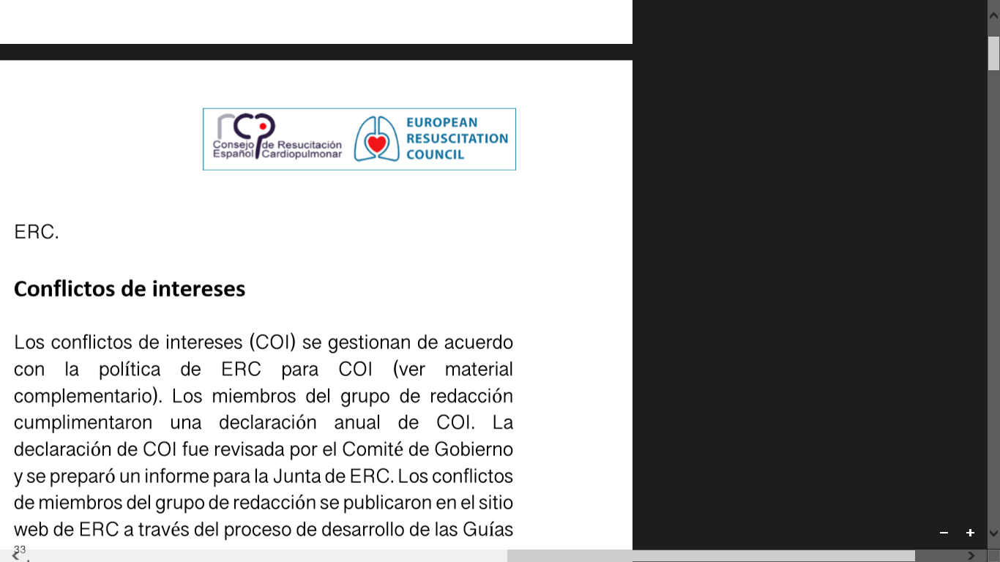 Consejo de Resucitación
Español Cardiopulmonar
EUROPEAN
RESUSCITATION
COUNCIL
ERC.
Conflictos de intereses
Los conflictos de intereses (COI) se gestionan de acuerdo
con la política de ERC para COI (ver material
complementario). Los miembros del grupo de redacción
cumplimentaron una declaración anual de COI. La
declaración de COI fue revisada por el Comité de Gobierno
y se preparó un informe para la Junta de ERC. Los conflictos
de miembros del grupo de redacción se publicaron en el sitio
web de ERC a través del proceso de desarrollo de las Guías
33
.